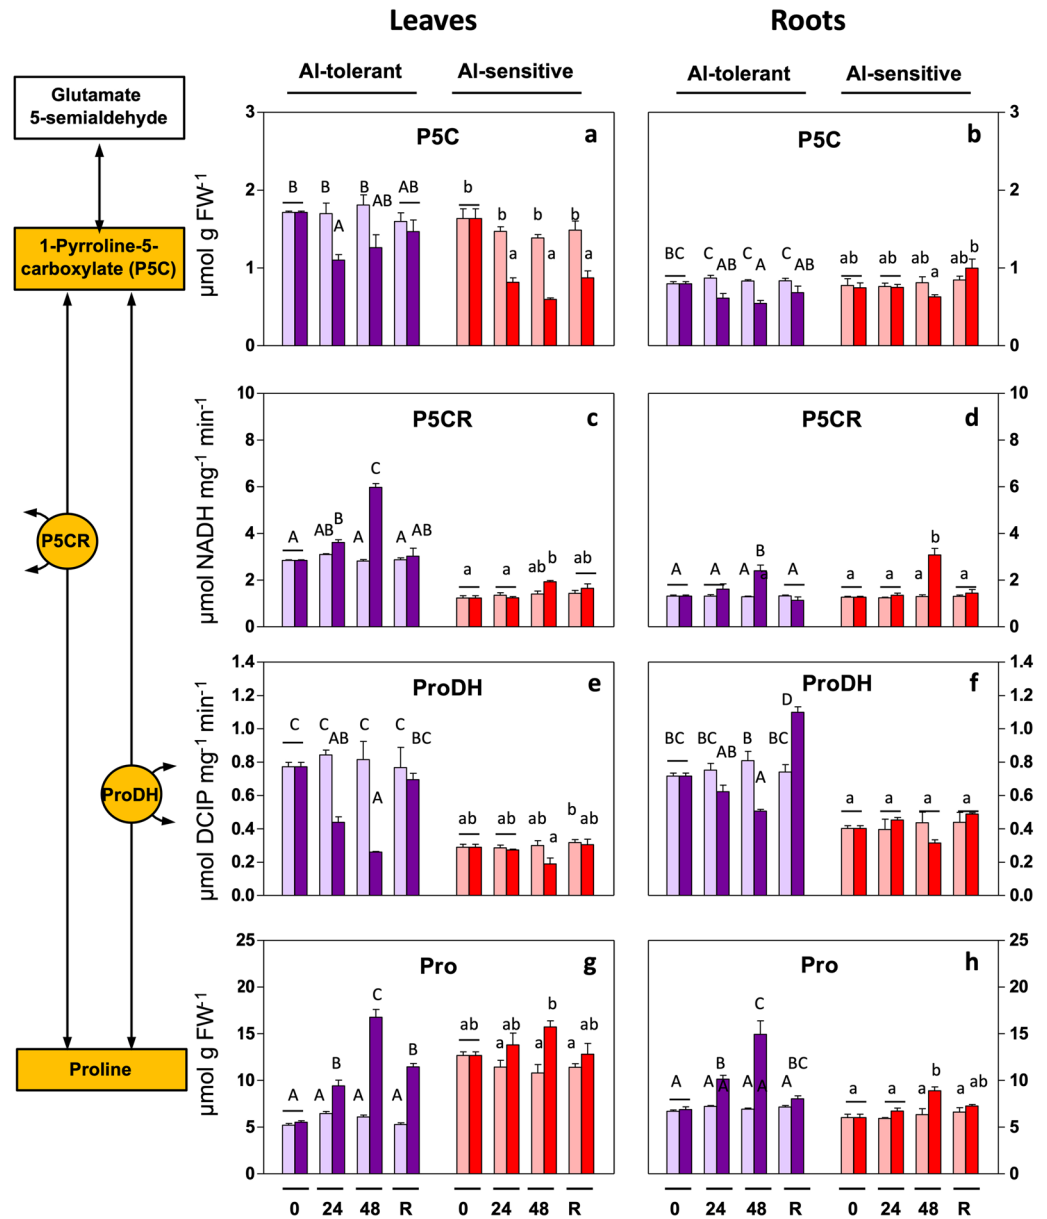 Leaves Roots
Al-tolerant Al-sensitive Al-tolerant Al-sensitive
Glutamate
5-semialdehyde
1-Pyrroline-5-
carboxylate (P5C)
P5CR
ProDH
Proline
µmol g FW-1
3
2
1
0
P5C a
B B A B AB AB
b b a b a b a
P5C b
BC C AB C A C AB
ab ab ab a ab b
3
2
1
0
µmol NADH mg-1 min-1
10
8
6
4
2
0
P5CR c
A AB B A C A AB
a a ab b ab
P5CR d
A A A B a A
a a a b a
10
8
6
4
2
0
µmol DCIP mg-1 min-1
1.4
1.2
1.0
0.8
0.6
0.4
0.2
0.0
ProDH e
C C AB C A C BC
ab ab ab a b ab
ProDH f
BC BC AB B A BC D
a a a a
1.4
1.2
1.0
0.8
0.6
0.4
0.2
0.0
µmol g FW-1
25
20
15
10
5
0
Pro g
A A B A C A B
ab a ab a b a ab
Pro h
A A B A A C A A BC
a a a b a ab
25
20
15
10
5
0
0 24 48 R 0 24 48 R
0 24 48 R 0 24 48 R